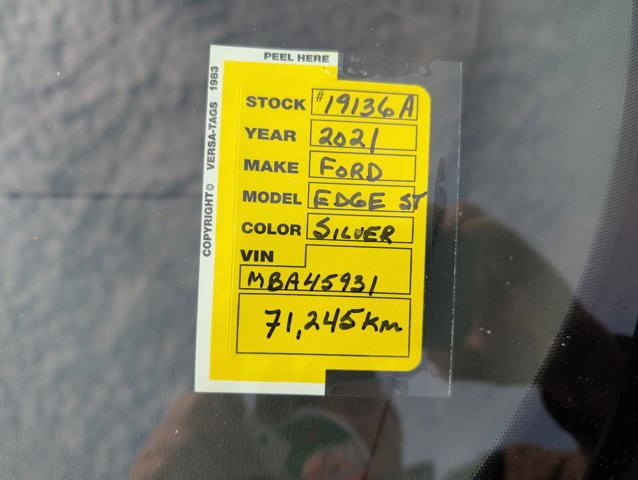 PEEL HERE
COPYRIGHT© VERSA-TAGS 1983
STOCK #19136A
YEAR 2021
MAKE FORD
MODEL EDGE ST
COLOR SILVER
VIN
MBA45931
71,245km